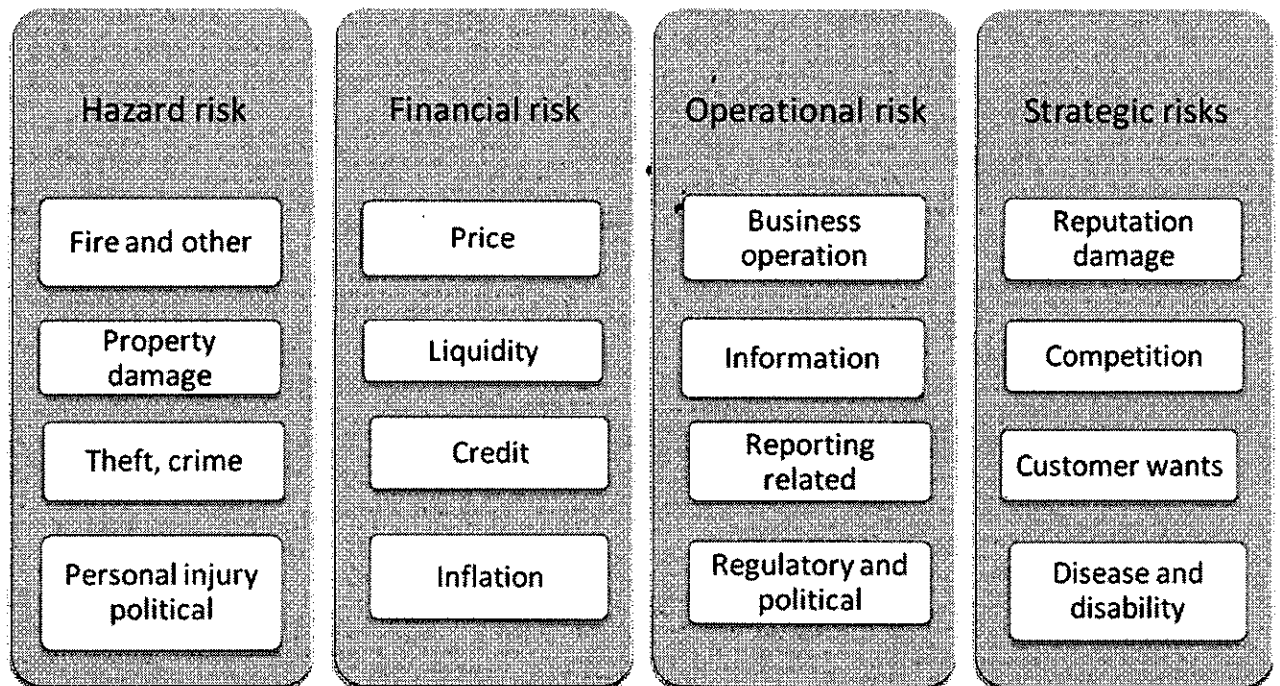 Hazard risk
Fire and other
Property
damage
Theft, crime
Personal injury
political
Financial risk
Price
Liquidity
Credit
Inflation
Operational risk
Business
operation
Information
Reporting
related
Regulatory and
political
Strategic risks
Reputation
damage
Competition
Customer wants
Disease and
disability